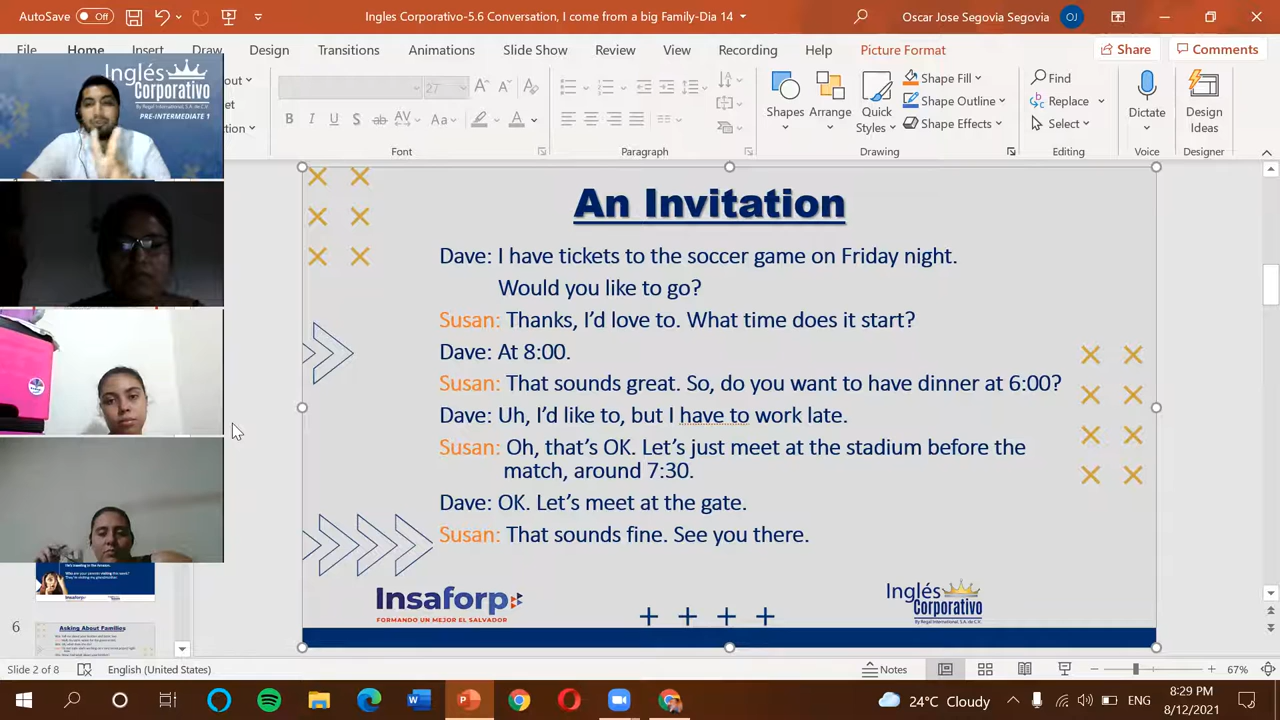 AutoSave Off
Ingles Corporativo-5.6 Conversation, I come from a big Family-Dia 14
Oscar Jose Segovia Segovia OJ
File Home Insert Draw Design Transitions Animations Slide Show Review View Recording Help Picture Format Share Comments
Shape Fill
Shape Outline
Shape Effects
Shapes Arrange Quick Styles
Find
Replace
Select
Dictate
Design Ideas
Font Paragraph Drawing Editing Voice Designer
Inglés
Corporativo
By Regal International, S.A. de C.V.
PRE-INTERMEDIATE 1
An Invitation
Dave: I have tickets to the soccer game on Friday night.
Would you like to go?
Susan: Thanks, I'd love to. What time does it start?
Dave: At 8:00.
Susan: That sounds great. So, do you want to have dinner at 6:00?
Dave: Uh, I'd like to, but I have to work late.
Susan: Oh, that's OK. Let's just meet at the stadium before the
match, around 7:30.
Dave: OK. Let's meet at the gate.
Susan: That sounds fine. See you there.
Insaforp
FORMANDO UN MEJOR EL SALVADOR
Inglés
Corporativo
By Regal International, S.A. de C.V.
6
Asking About Families
Slide 2 of 8 English (United States) Notes 67%
24°C Cloudy ENG 8:29 PM
8/12/2021